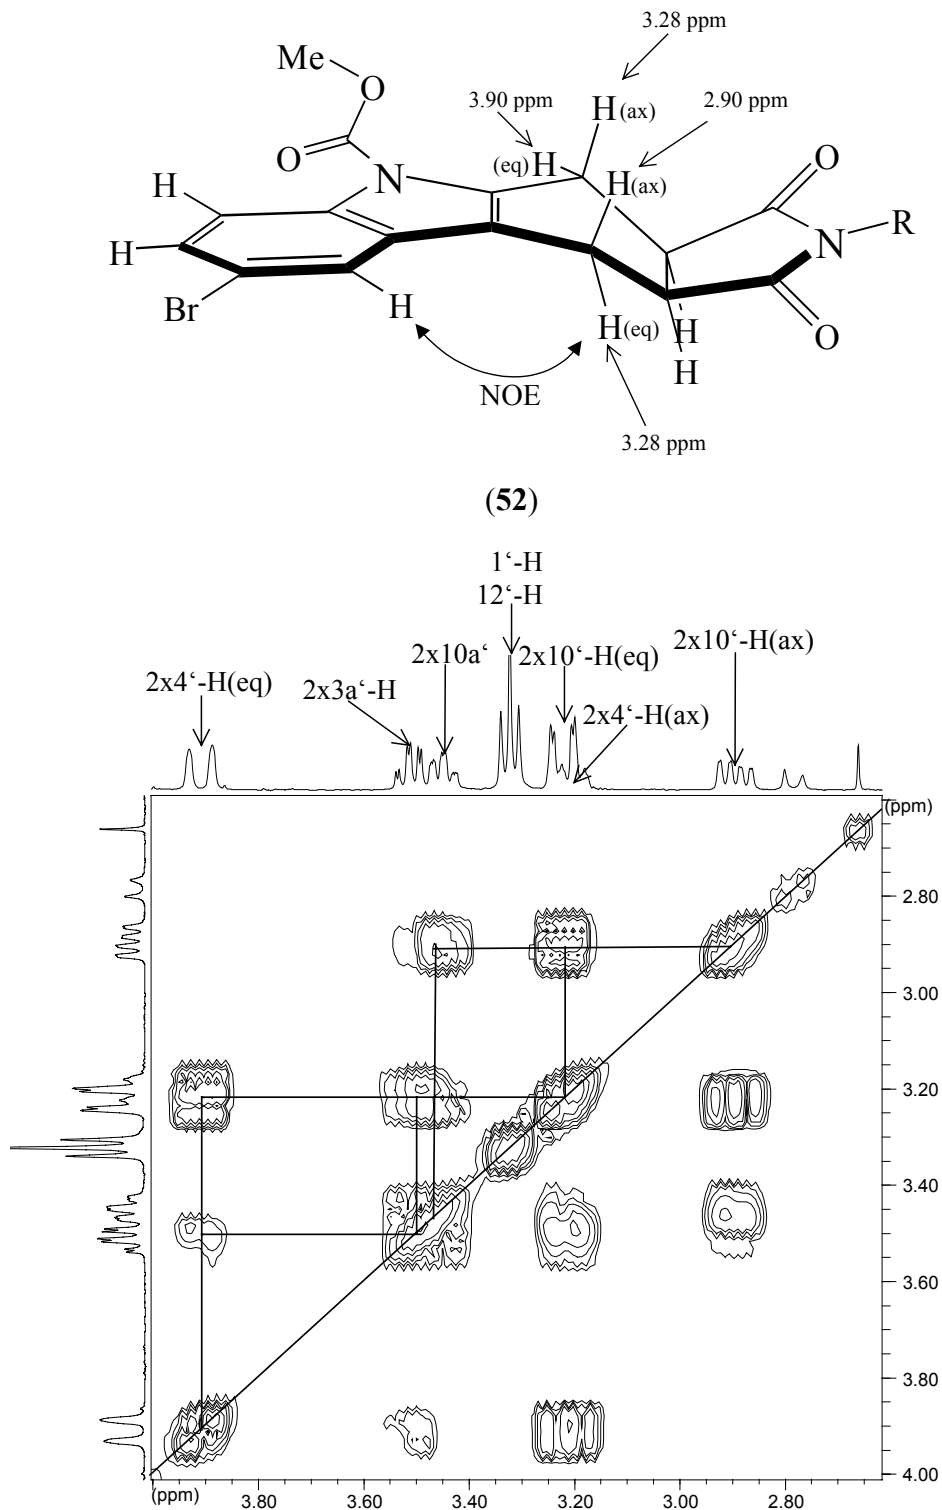 3.28 ppm
Me
O
3.90 ppm
2.90 ppm
H(ax)
O
N
(eq)H
H(ax)
O
H
N
R
H
Br
H
H(eq)
H
O
H
NOE
3.28 ppm
(52)
1‘-H
12‘-H
2x10a‘
2x10‘-H(eq)
2x10‘-H(ax)
2x4‘-H(eq)
2x3a‘-H
2x4‘-H(ax)
(ppm)
2.80
3.00
3.20
3.40
3.60
3.80
4.00
(ppm)
3.80
3.60
3.40
3.20
3.00
2.80